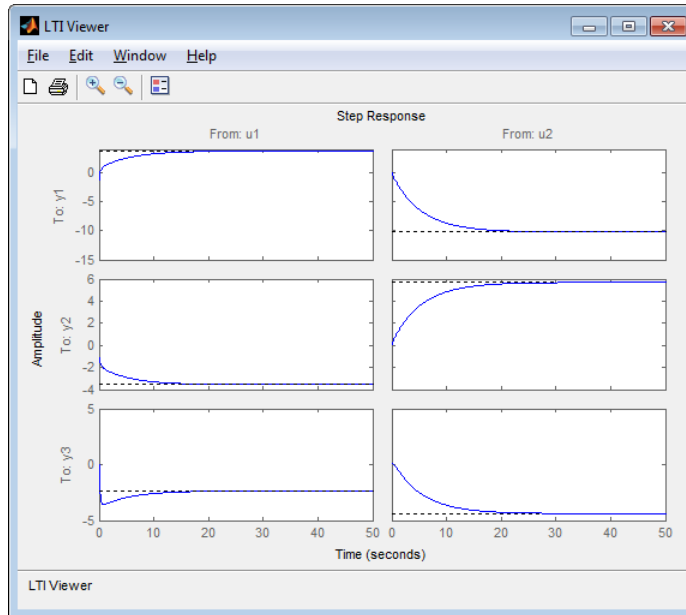 LTI Viewer
File Edit Window Help
Step Response
From: u1 From: u2
Amplitude
To: y1
0
-5
-10
-15
To: y2
6
4
2
0
-2
-4
To: y3
5
0
-5
0 10 20 30 40 50 0 10 20 30 40 50
Time (seconds)
LTI Viewer